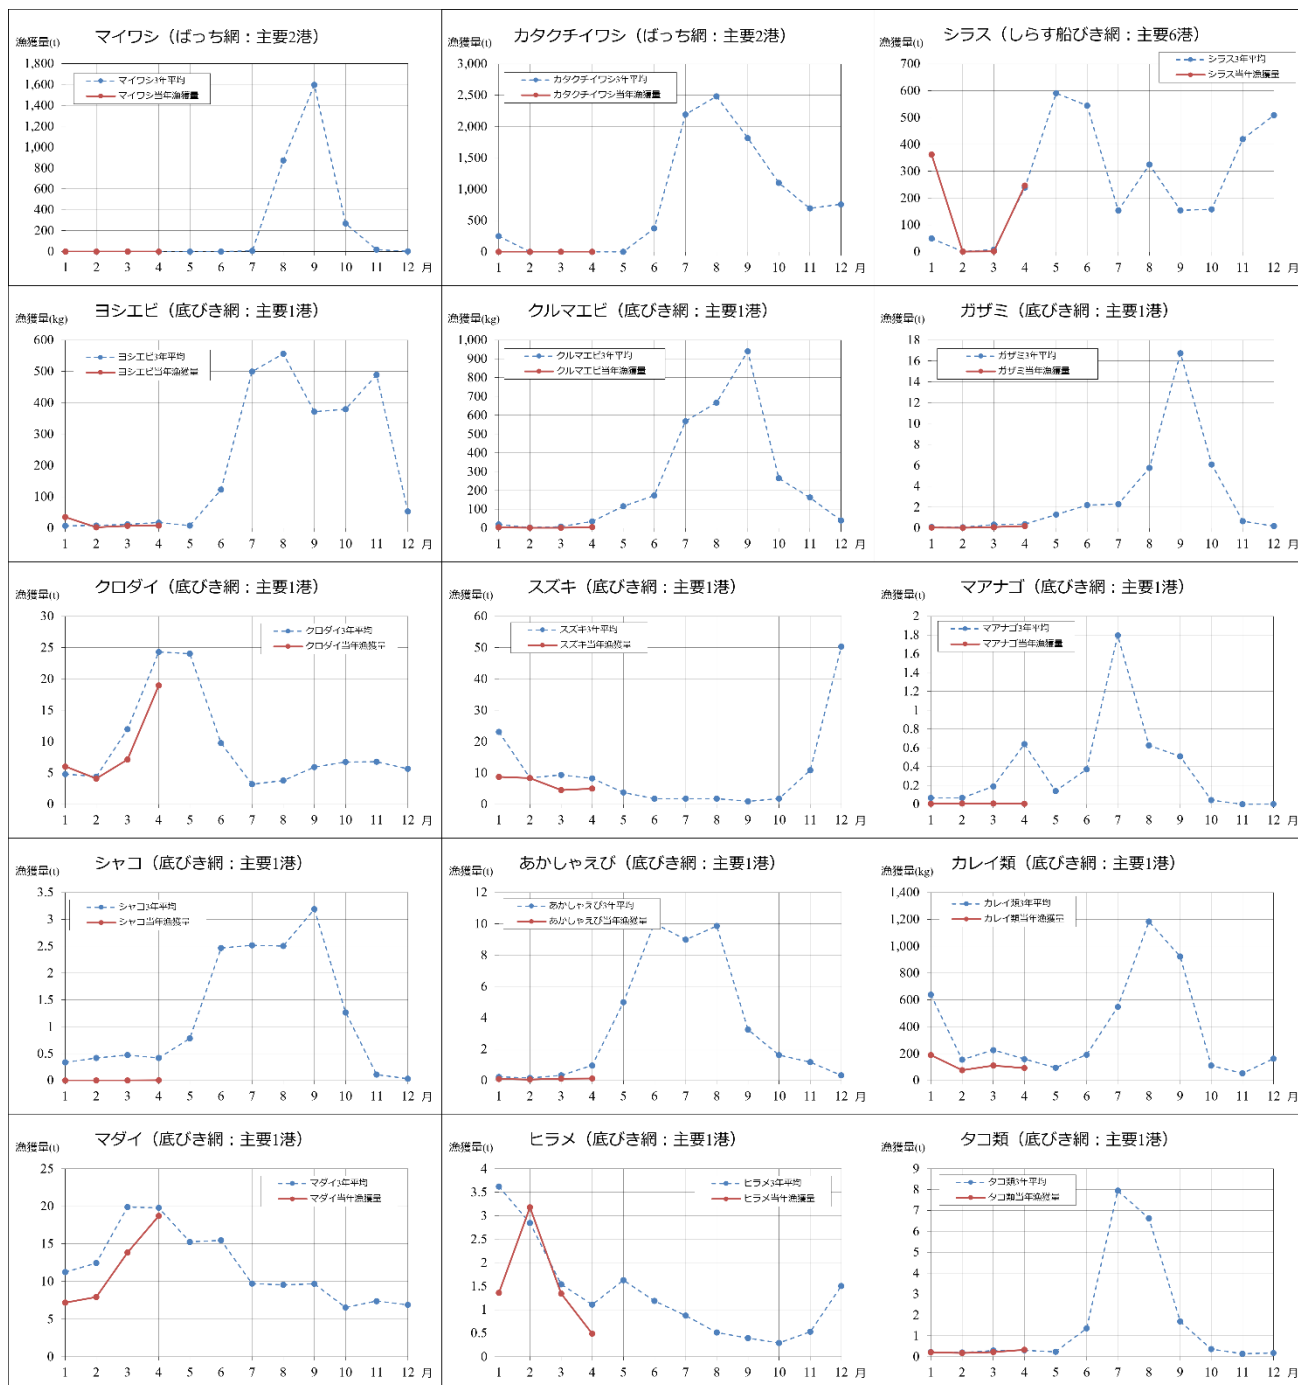 マイワシ（ばっち網：主要2港）
漁獲量(t)
マイワシ3年平均
マイワシ当年漁獲量
1,800
1,600
1,400
1,200
1,000
800
600
400
200
0
1 2 3 4 5 6 7 8 9 10 11 12 月
カタクチイワシ（ばっち網：主要2港）
漁獲量(t)
カタクチイワシ3年平均
カタクチイワシ当年漁獲量
3,000
2,500
2,000
1,500
1,000
500
0
1 2 3 4 5 6 7 8 9 10 11 12 月
シラス（しらす船びき網：主要6港）
漁獲量(t)
シラス3年平均
シラス当年漁獲量
700
600
500
400
300
200
100
0
1 2 3 4 5 6 7 8 9 10 11 12 月
ヨシエビ（底びき網：主要1港）
漁獲量(kg)
ヨシエビ3年平均
ヨシエビ当年漁獲量
600
500
400
300
200
100
0
1 2 3 4 5 6 7 8 9 10 11 12 月
クルマエビ（底びき網：主要1港）
漁獲量(kg)
クルマエビ3年平均
クルマエビ当年漁獲量
1,000
900
800
700
600
500
400
300
200
100
0
1 2 3 4 5 6 7 8 9 10 11 12 月
ガザミ（底びき網：主要1港）
漁獲量(t)
ガザミ3年平均
ガザミ当年漁獲量
18
16
14
12
10
8
6
4
2
0
1 2 3 4 5 6 7 8 9 10 11 12 月
クロダイ（底びき網：主要1港）
漁獲量(t)
クロダイ3年平均
クロダイ当年漁獲量
30
25
20
15
10
5
0
1 2 3 4 5 6 7 8 9 10 11 12 月
スズキ（底びき網：主要1港）
漁獲量(t)
スズキ3年平均
スズキ当年漁獲量
60
50
40
30
20
10
0
1 2 3 4 5 6 7 8 9 10 11 12 月
マアナゴ（底びき網：主要1港）
漁獲量(t)
マアナゴ3年平均
マアナゴ当年漁獲量
2
1.8
1.6
1.4
1.2
1
0.8
0.6
0.4
0.2
0
1 2 3 4 5 6 7 8 9 10 11 12 月
シャコ（底びき網：主要1港）
漁獲量(t)
シャコ3年平均
シャコ当年漁獲量
3.5
3
2.5
2
1.5
1
0.5
0
1 2 3 4 5 6 7 8 9 10 11 12 月
あかしゃえび（底びき網：主要1港）
漁獲量(t)
あかしゃえび3年平均
あかしゃえび当年漁獲量
12
10
8
6
4
2
0
1 2 3 4 5 6 7 8 9 10 11 12 月
カレイ類（底びき網：主要1港）
漁獲量(kg)
カレイ類3年平均
カレイ類当年漁獲量
1,400
1,200
1,000
800
600
400
200
0
1 2 3 4 5 6 7 8 9 10 11 12 月
マダイ（底びき網：主要1港）
漁獲量(t)
マダイ3年平均
マダイ当年漁獲量
25
20
15
10
5
0
1 2 3 4 5 6 7 8 9 10 11 12 月
ヒラメ（底びき網：主要1港）
漁獲量(t)
ヒラメ3年平均
ヒラメ当年漁獲量
4
3.5
3
2.5
2
1.5
1
0.5
0
1 2 3 4 5 6 7 8 9 10 11 12 月
タコ類（底びき網：主要1港）
漁獲量(t)
タコ類3年平均
タコ類当年漁獲量
9
8
7
6
5
4
3
2
1
0
1 2 3 4 5 6 7 8 9 10 11 12 月